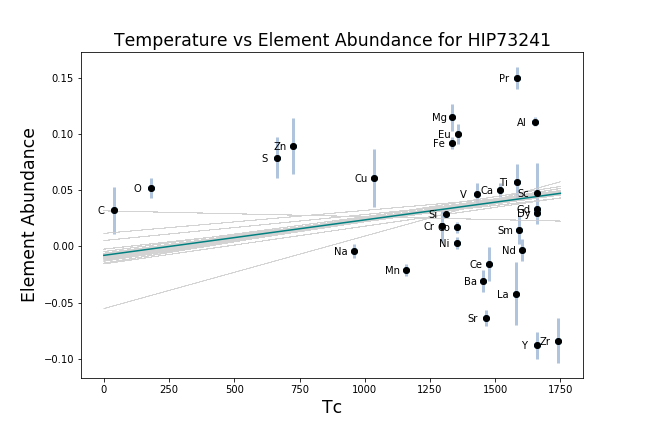 Temperature vs Element Abundance for HIP73241
Element Abundance
0.15
0.10
0.05
0.00
−0.05
−0.10
Pr
Mg
Al
Eu
Fe
Zn
S
Cu
Ti
O
V
Ca
Sc
C
Si
Dy
Cr
Sm
Ni
Na
Nd
Mn
Ce
Ba
La
Sr
Y
Zr
0
250
500
750
1000
1250
1500
1750
Tc